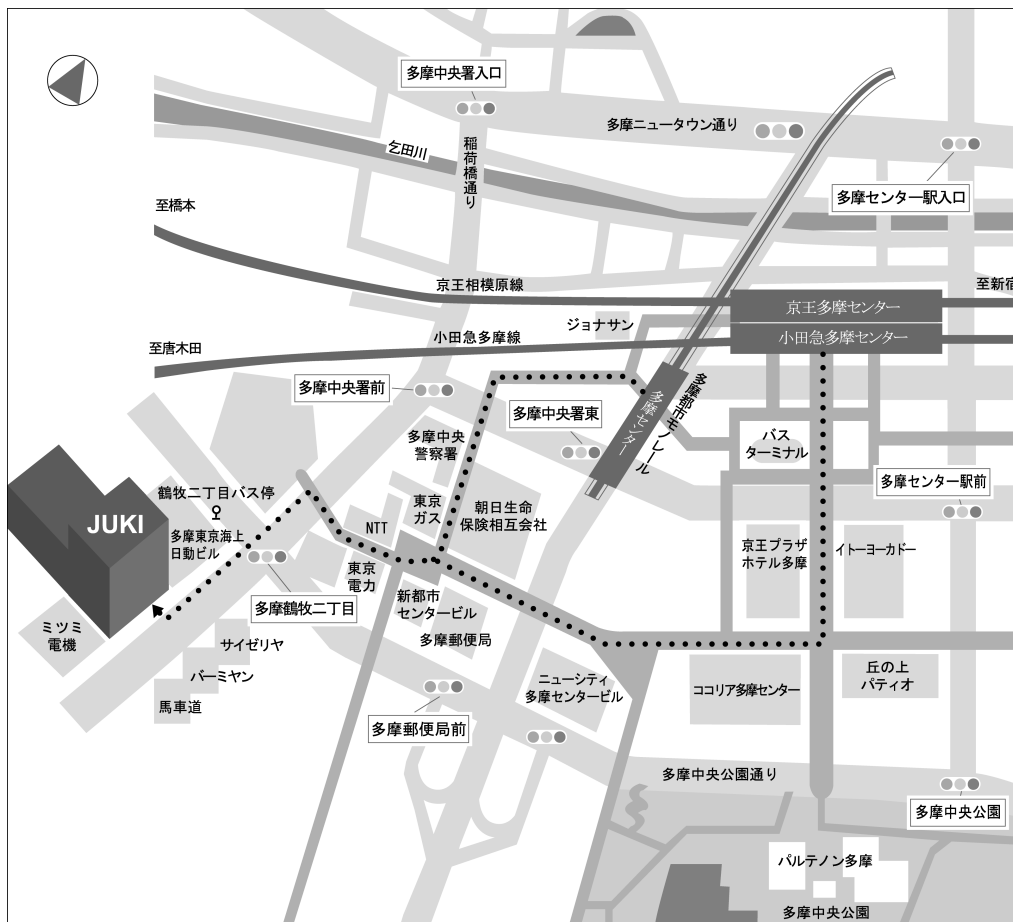 多摩中央署入口
多摩ニュータウン通り
乞田川
稲荷橋通り
多摩センター駅入口
至橋本
京王相模原線
至新宿
京王多摩センター
ジョナサン
小田急多摩線
小田急多摩センター
至唐木田
多摩中央署前
多摩センター
多摩都市モノレール
多摩中央署東
多摩中央
警察署
バス
ターミナル
多摩センター駅前
鶴牧二丁目バス停
JUKI
多摩東京海上
日動ビル
NTT
東京
ガス
朝日生命
保険相互会社
京王プラザ
ホテル多摩
イトーヨーカドー
東京
電力
多摩鶴牧二丁目
新都市
センタービル
ミツミ
電機
サイゼリヤ
多摩郵便局
バーミヤン
馬車道
ニューシティ
多摩センタービル
ココリア多摩センター
丘の上
パティオ
多摩郵便局前
多摩中央公園通り
多摩中央公園
パルテノン多摩
多摩中央公園